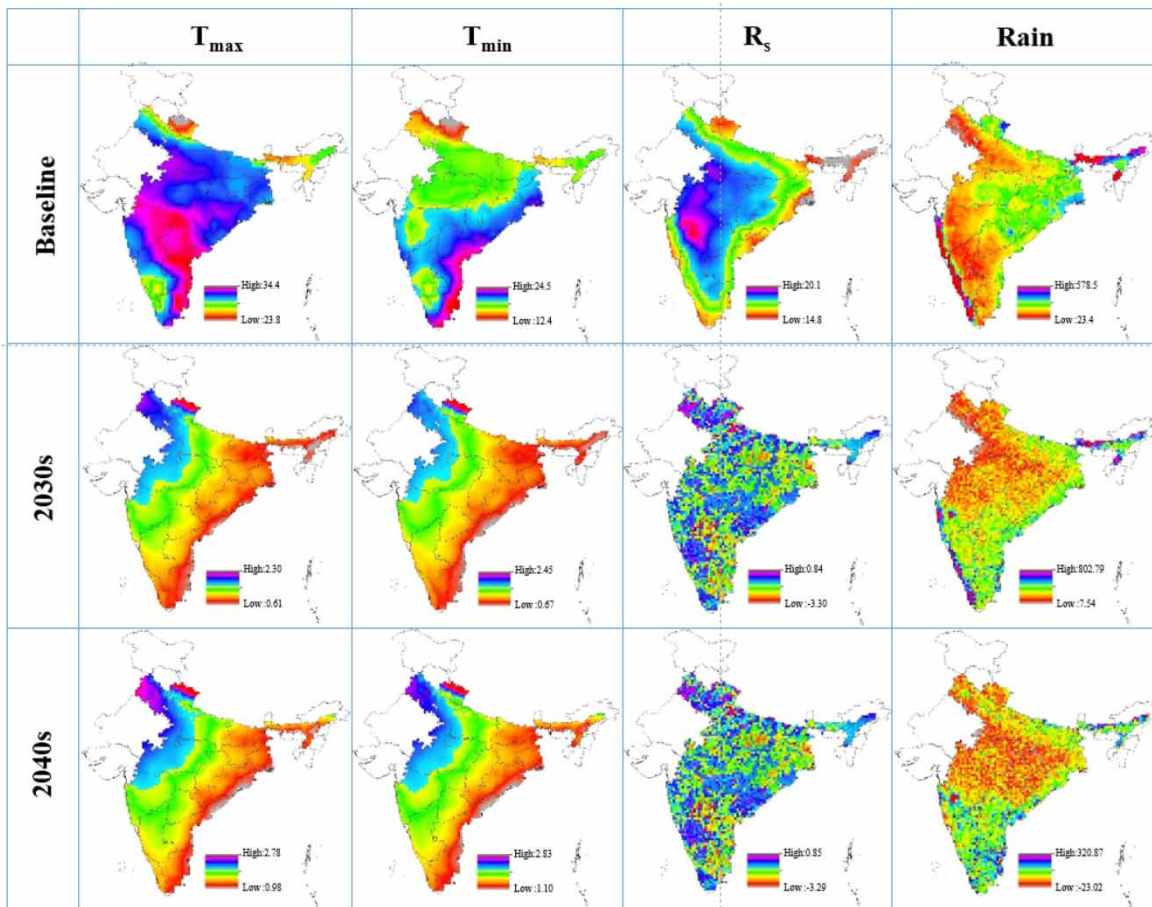 T_max T_min R_s Rain
Baseline
High:34.4 High:24.5 High:20.1 High:578.5
Low :23.8 Low :12.4 Low :14.8 Low :23.4
2030s
High:2.30 High:2.45 High:0.84 High:802.79
Low :0.61 Low :0.67 Low :-3.30 Low :7.54
2040s
High:2.78 High:2.83 High:0.85 High:320.87
Low :0.98 Low :1.10 Low :-3.29 Low :-23.02